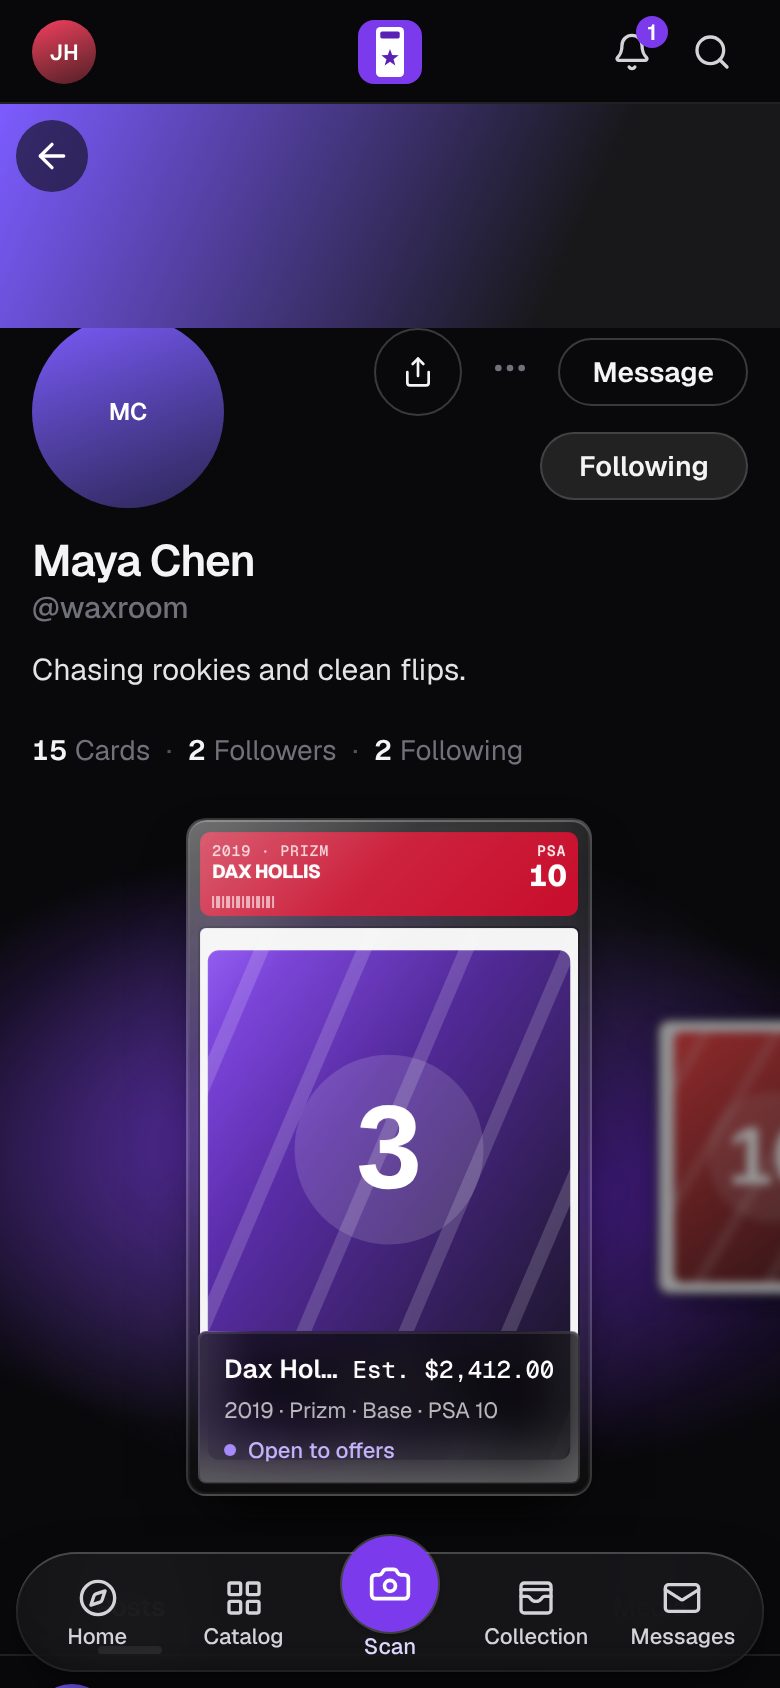 JH
1
MC
Message
Following
Maya Chen
@waxroom
Chasing rookies and clean flips.
15 Cards · 2 Followers · 2 Following
2019 · PRIZM
PSA
DAX HOLLIS
10
3
Dax Hol... Est. $2,412.00
2019 · Prizm · Base · PSA 10
Open to offers
Home
Catalog
Scan
Collection
Messages